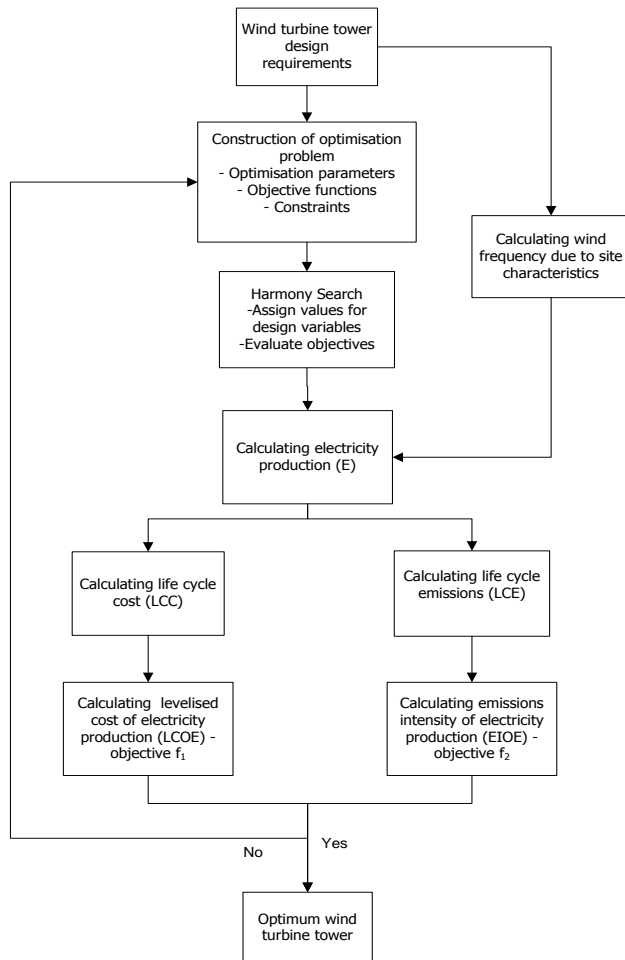 Wind turbine tower
design
requirements
Construction of optimisation
problem
- Optimisation parameters
- Objective functions
- Constraints
Calculating wind
frequency due to site
characteristics
Harmony Search
-Assign values for
design variables
-Evaluate objectives
Calculating electricity
production (E)
Calculating life cycle
cost (LCC)
Calculating life cycle
emissions (LCE)
Calculating levelised
cost of electricity
production (LCOE) -
objective f₁
Calculating emissions
intensity of electricity
production (EIOE) -
objective f₂
No
Yes
Optimum wind
turbine tower